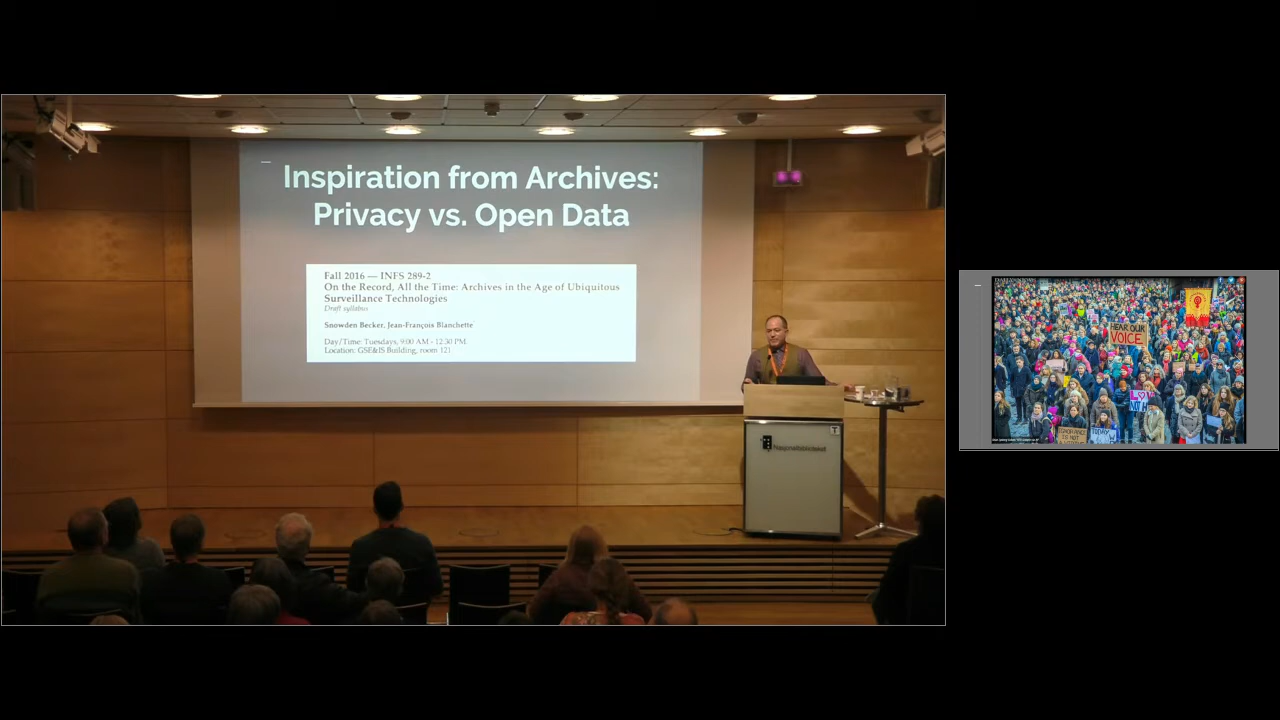 Inspiration from Archives:
Privacy vs. Open Data
Fall 2016 — INFS 289-2
On the Record, All the Time: Archives in the Age of Ubiquitous
Surveillance Technologies
Draft syllabus
Snowden Becker, Jean-François Blanchette
Day/Time: Tuesdays, 9:00 AM - 12:30 PM.
Location: GSE&IS Building, room 121
Nasjonalbiblioteket
HEAR OUR
VOICE